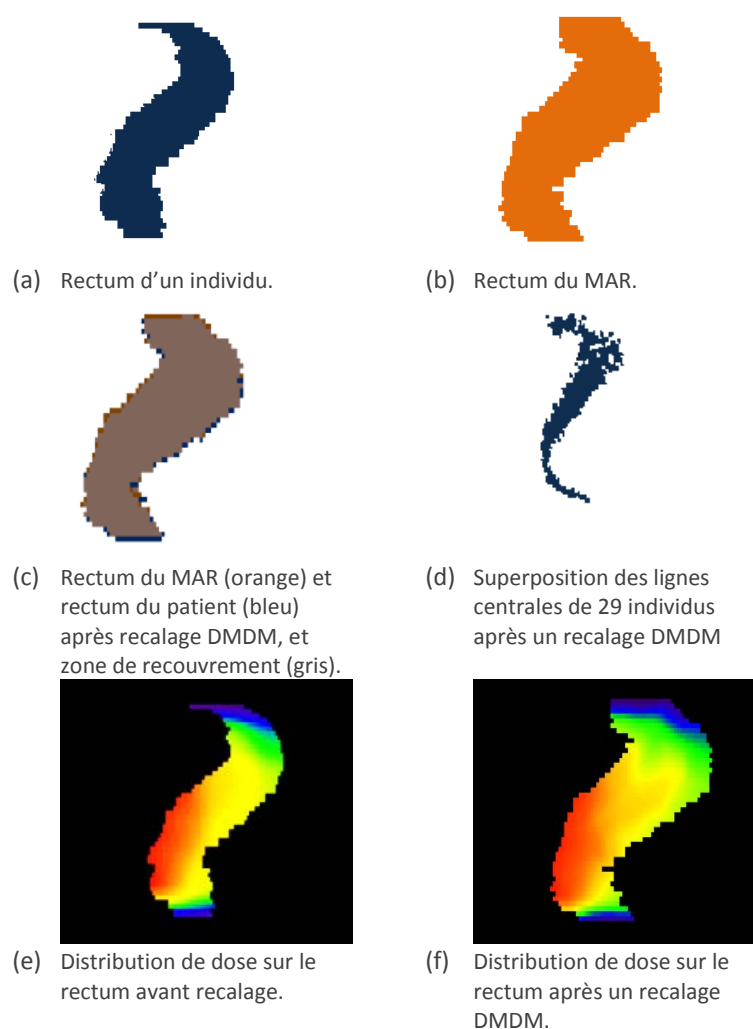 (a) Rectum d’un individu.
(b) Rectum du MAR.
(c) Rectum du MAR (orange) et
rectum du patient (bleu)
après recalage DMDM, et
zone de recouvrement (gris).
(d) Superposition des lignes
centrales de 29 individus
après un recalage DMDM
(e) Distribution de dose sur le
rectum avant recalage.
(f) Distribution de dose sur le
rectum après un recalage
DMDM.